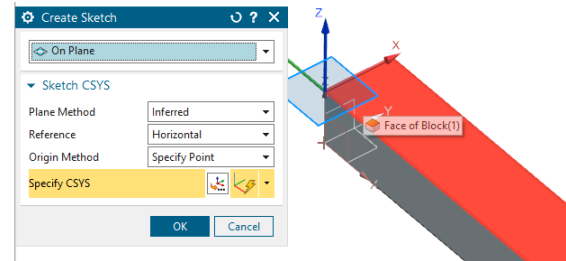 Create Sketch
On Plane
Sketch CSYS
Plane Method Inferred
Reference Horizontal
Origin Method Specify Point
Specify CSYS
OK Cancel
Z
X
Y
Face of Block(1)
X